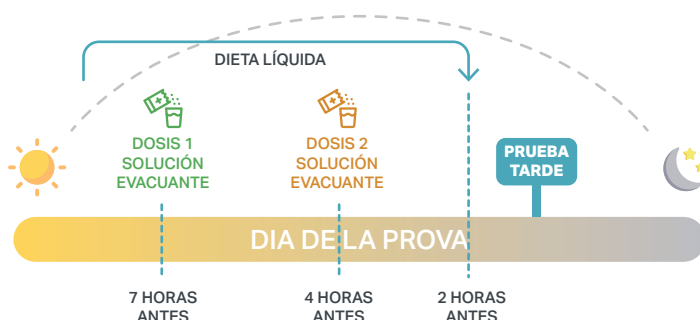 DIETA LÍQUIDA
DOSIS 1
SOLUCIÓN
EVACUANTE
DOSIS 2
SOLUCIÓN
EVACUANTE
PRUEBA
TARDE
DIA DE LA PROVA
7 HORAS
ANTES
4 HORAS
ANTES
2 HORAS
ANTES